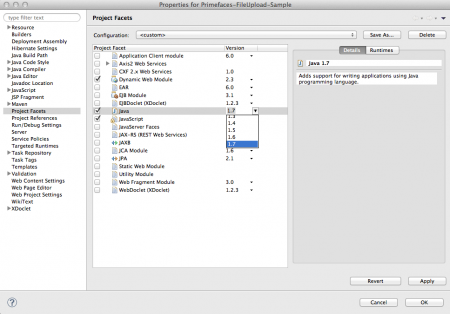 Properties for Primefaces-FileUpload-Sample
type filter text
Resource
Builders
Deployment Assembly
Hibernate Settings
Java Build Path
Java Code Style
Java Compiler
Java Editor
Javadoc Location
JavaScript
JSP Fragment
Maven
Project Facets
Project References
Run/Debug Settings
Server
Service Policies
Targeted Runtimes
Task Repository
Task Tags
Templates
Validation
Web Content Settings
Web Page Editor
Web Project Settings
WikiText
XDoclet
Project Facets
Configuration: <custom> Save As... Delete
Project Facet Version
Application Client module 6.0
Axis2 Web Services
CXF 2.x Web Services 1.0
Dynamic Web Module 2.3
EAR 6.0
EJB Module 3.1
EJBDoclet (XDoclet) 1.2.3
Java 1.7
JavaScript
JavaServer Faces
JAX-RS (REST Web Services)
JAXB
JCA Module 1.6
JPA 2.1
Static Web Module
Utility Module
Web Fragment Module 3.0
WebDoclet (XDoclet) 1.2.3
1.3
1.4
1.5
1.6
1.7
Details Runtimes
Java 1.7
Adds support for writing applications using Java
programming language.
Revert Apply
? Cancel OK